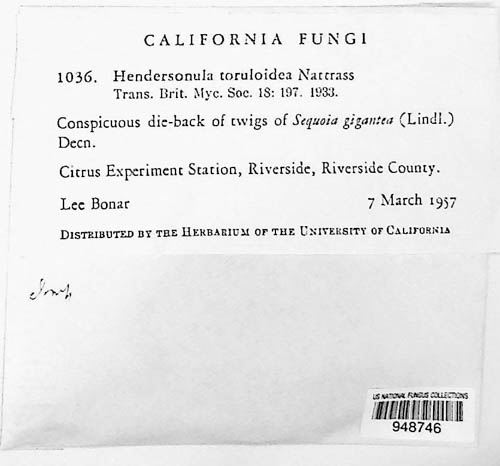 CALIFORNIA FUNGI
1036. Hendersonula toruloidea Nattrass
Trans. Brit. Myc. Soc. 18: 197. 1933.
Conspicuous die-back of twigs of Sequoia gigantea (Lindl.)
Decn.
Citrus Experiment Station, Riverside, Riverside County.
Lee Bonar 7 March 1957
DISTRIBUTED BY THE HERBARIUM OF THE UNIVERSITY OF CALIFORNIA
US NATIONAL FUNGUS COLLECTIONS
948746